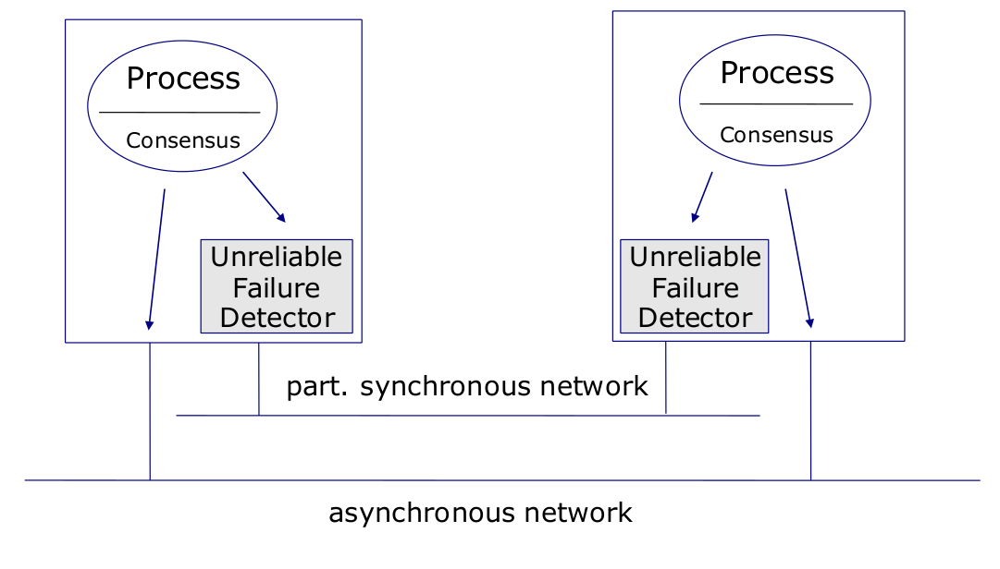 Process
Consensus
Unreliable
Failure
Detector
Process
Consensus
Unreliable
Failure
Detector
part. synchronous network
asynchronous network